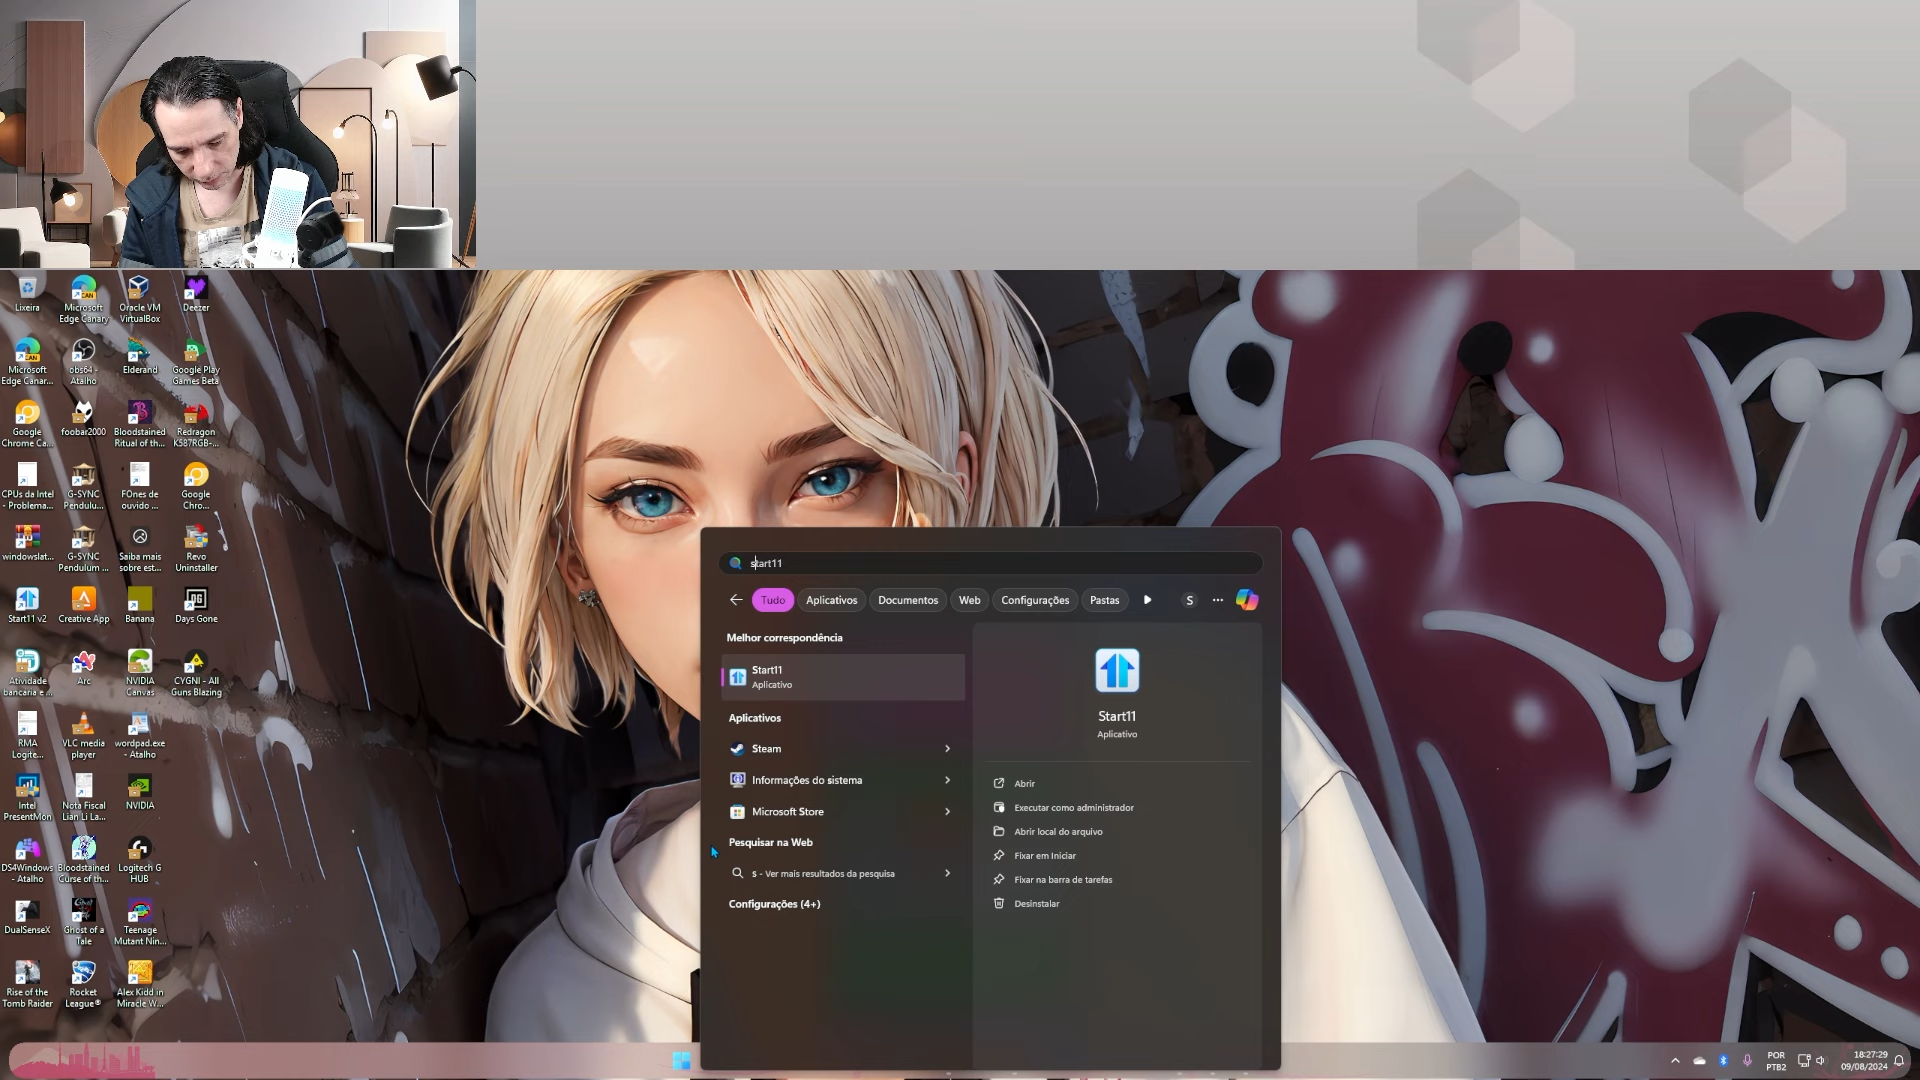 Lixeira
Microsoft
Edge Canary
Oracle VM
VirtualBox
Deezer
Microsoft
Edge Canar...
obs64 -
Atalho
Elderand
Google Play
Games Beta
Google
Chrome Ca...
foobar2000
Bloodstained
Ritual of th...
Redragon
K587RGB-...
CPUs da Intel
- Problema...
G-SYNC
Pendulu...
FOnes de
ouvido ...
Google
Chro...
windowslat...
G-SYNC
Pendulum ...
Saiba mais
sobre est...
Revo
Uninstaller
Start11 v2
Creative App
Banana
Days Gone
Atividade
bancaria e ...
Arc
NVIDIA
Canvas
CYGNI - All
Guns Blazing
RMA
Logite...
VLC media
player
wordpad.exe
- Atalho
Intel
PresentMon
Nota Fiscal
Lian Li La...
NVIDIA
DS4Windows
- Atalho
Bloodstained
Curse of th...
Logitech G
HUB
DualSenseX
Ghost of a
Tale
Teenage
Mutant Nin...
Rise of the
Tomb Raider
Rocket
League®
Alex Kidd in
Miracle W...
start11
Tudo
Aplicativos
Documentos
Web
Configurações
Pastas
S
Melhor correspondência
Start11
Aplicativo
Aplicativos
Steam
Informações do sistema
Microsoft Store
Pesquisar na Web
s - Ver mais resultados da pesquisa
Configurações (4+)
Start11
Aplicativo
Abrir
Executar como administrador
Abrir local do arquivo
Fixar em Iniciar
Fixar na barra de tarefas
Desinstalar
POR
PTB2
18:27:29
09/08/2024